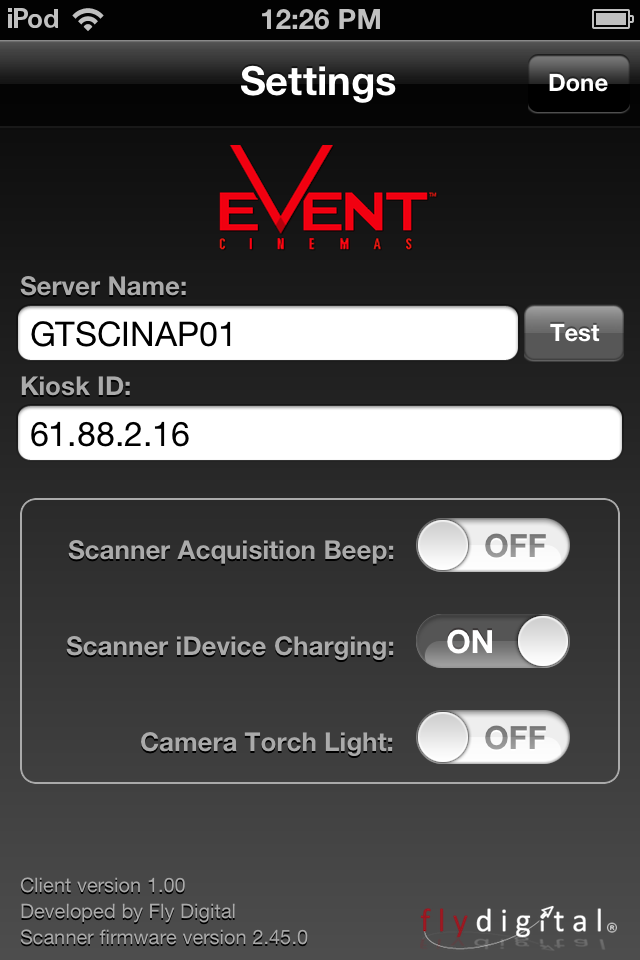 iPod 12:26 PM
Settings Done
EVENT™
CINEMAS
Server Name:
GTSCINAP01 Test
Kiosk ID:
61.88.2.16
Scanner Acquisition Beep: OFF
Scanner iDevice Charging: ON
Camera Torch Light: OFF
Client version 1.00
Developed by Fly Digital
Scanner firmware version 2.45.0
flydigital®